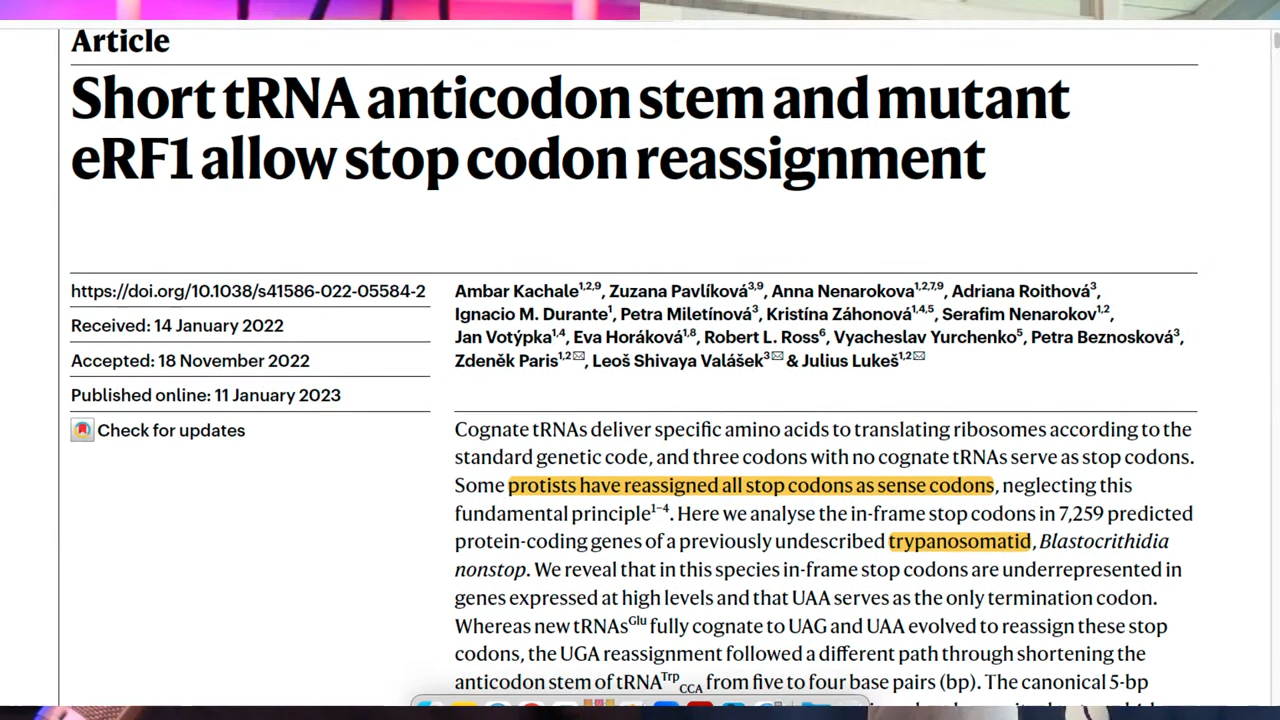 Article
Short tRNA anticodon stem and mutant
eRF1 allow stop codon reassignment
https://doi.org/10.1038/s41586-022-05584-2
Received: 14 January 2022
Accepted: 18 November 2022
Published online: 11 January 2023
Check for updates
Ambar Kachale1,2,9, Zuzana Pavlíková3,9, Anna Nenarokova1,2,7,9, Adriana Roithová3,
Ignacio M. Durante1, Petra Miletínová3, Kristína Záhonová1,4,5, Serafim Nenarokov1,2,
Jan Votýpka1,4, Eva Horáková1,8, Robert L. Ross6, Vyacheslav Yurchenko5, Petra Beznosková3,
Zdeněk Paris1,2✉, Leoš Shivaya Valášek3✉ & Julius Lukeš1,2✉
Cognate tRNAs deliver specific amino acids to translating ribosomes according to the
standard genetic code, and three codons with no cognate tRNAs serve as stop codons.
Some protists have reassigned all stop codons as sense codons, neglecting this
fundamental principle1–4. Here we analyse the in-frame stop codons in 7,259 predicted
protein-coding genes of a previously undescribed trypanosomatid, Blastocrithidia
nonstop. We reveal that in this species in-frame stop codons are underrepresented in
genes expressed at high levels and that UAA serves as the only termination codon.
Whereas new tRNAsGlu fully cognate to UAG and UAA evolved to reassign these stop
codons, the UGA reassignment followed a different path through shortening the
anticodon stem of tRNATrpCCA from five to four base pairs (bp). The canonical 5-bp